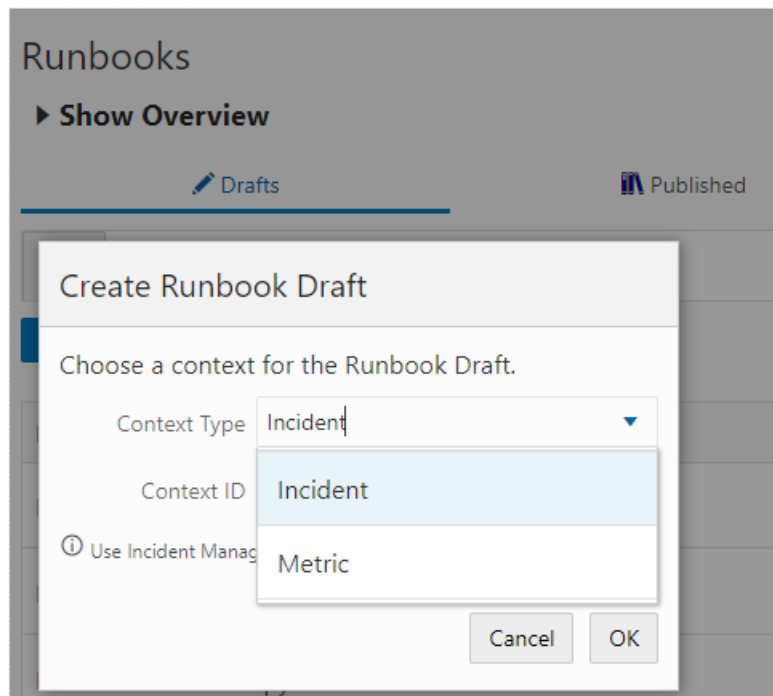 Runbooks
Show Overview
Drafts
Published
Create Runbook Draft
Choose a context for the Runbook Draft.
Context Type Incident
Context ID
Incident
Use Incident
Metric
Cancel OK